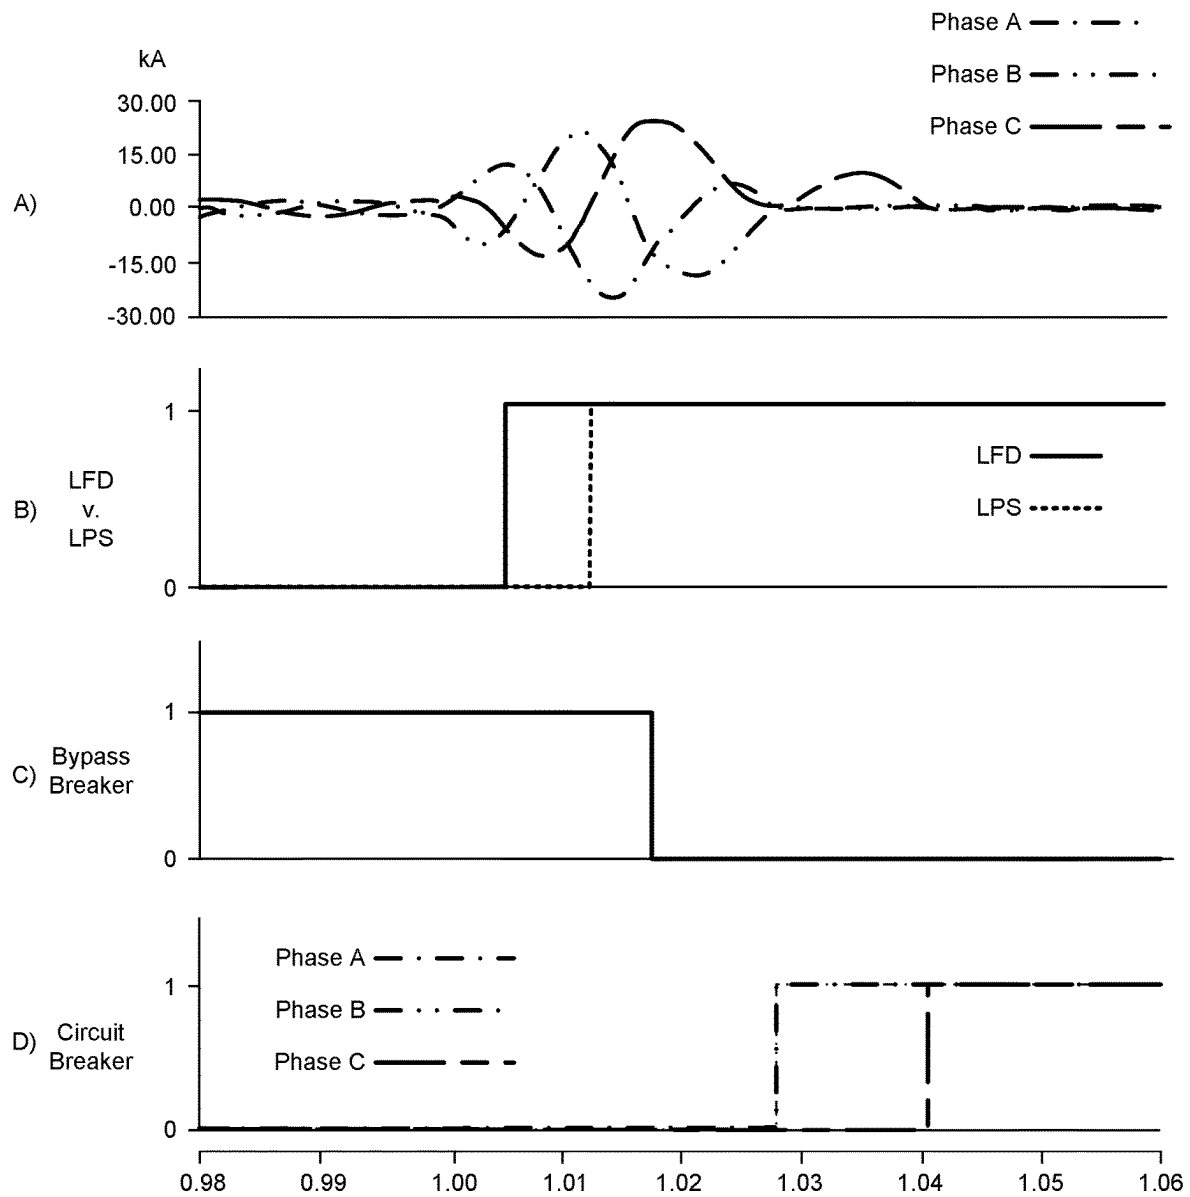 Phase A
Phase B
Phase C
kA
30.00
15.00
0.00
-15.00
-30.00
A)
1
0
B)
LFD
v.
LPS
LFD
LPS
1
0
C)
Bypass
Breaker
Phase A
Phase B
Phase C
1
0
D)
Circuit
Breaker
0.98 0.99 1.00 1.01 1.02 1.03 1.04 1.05 1.06